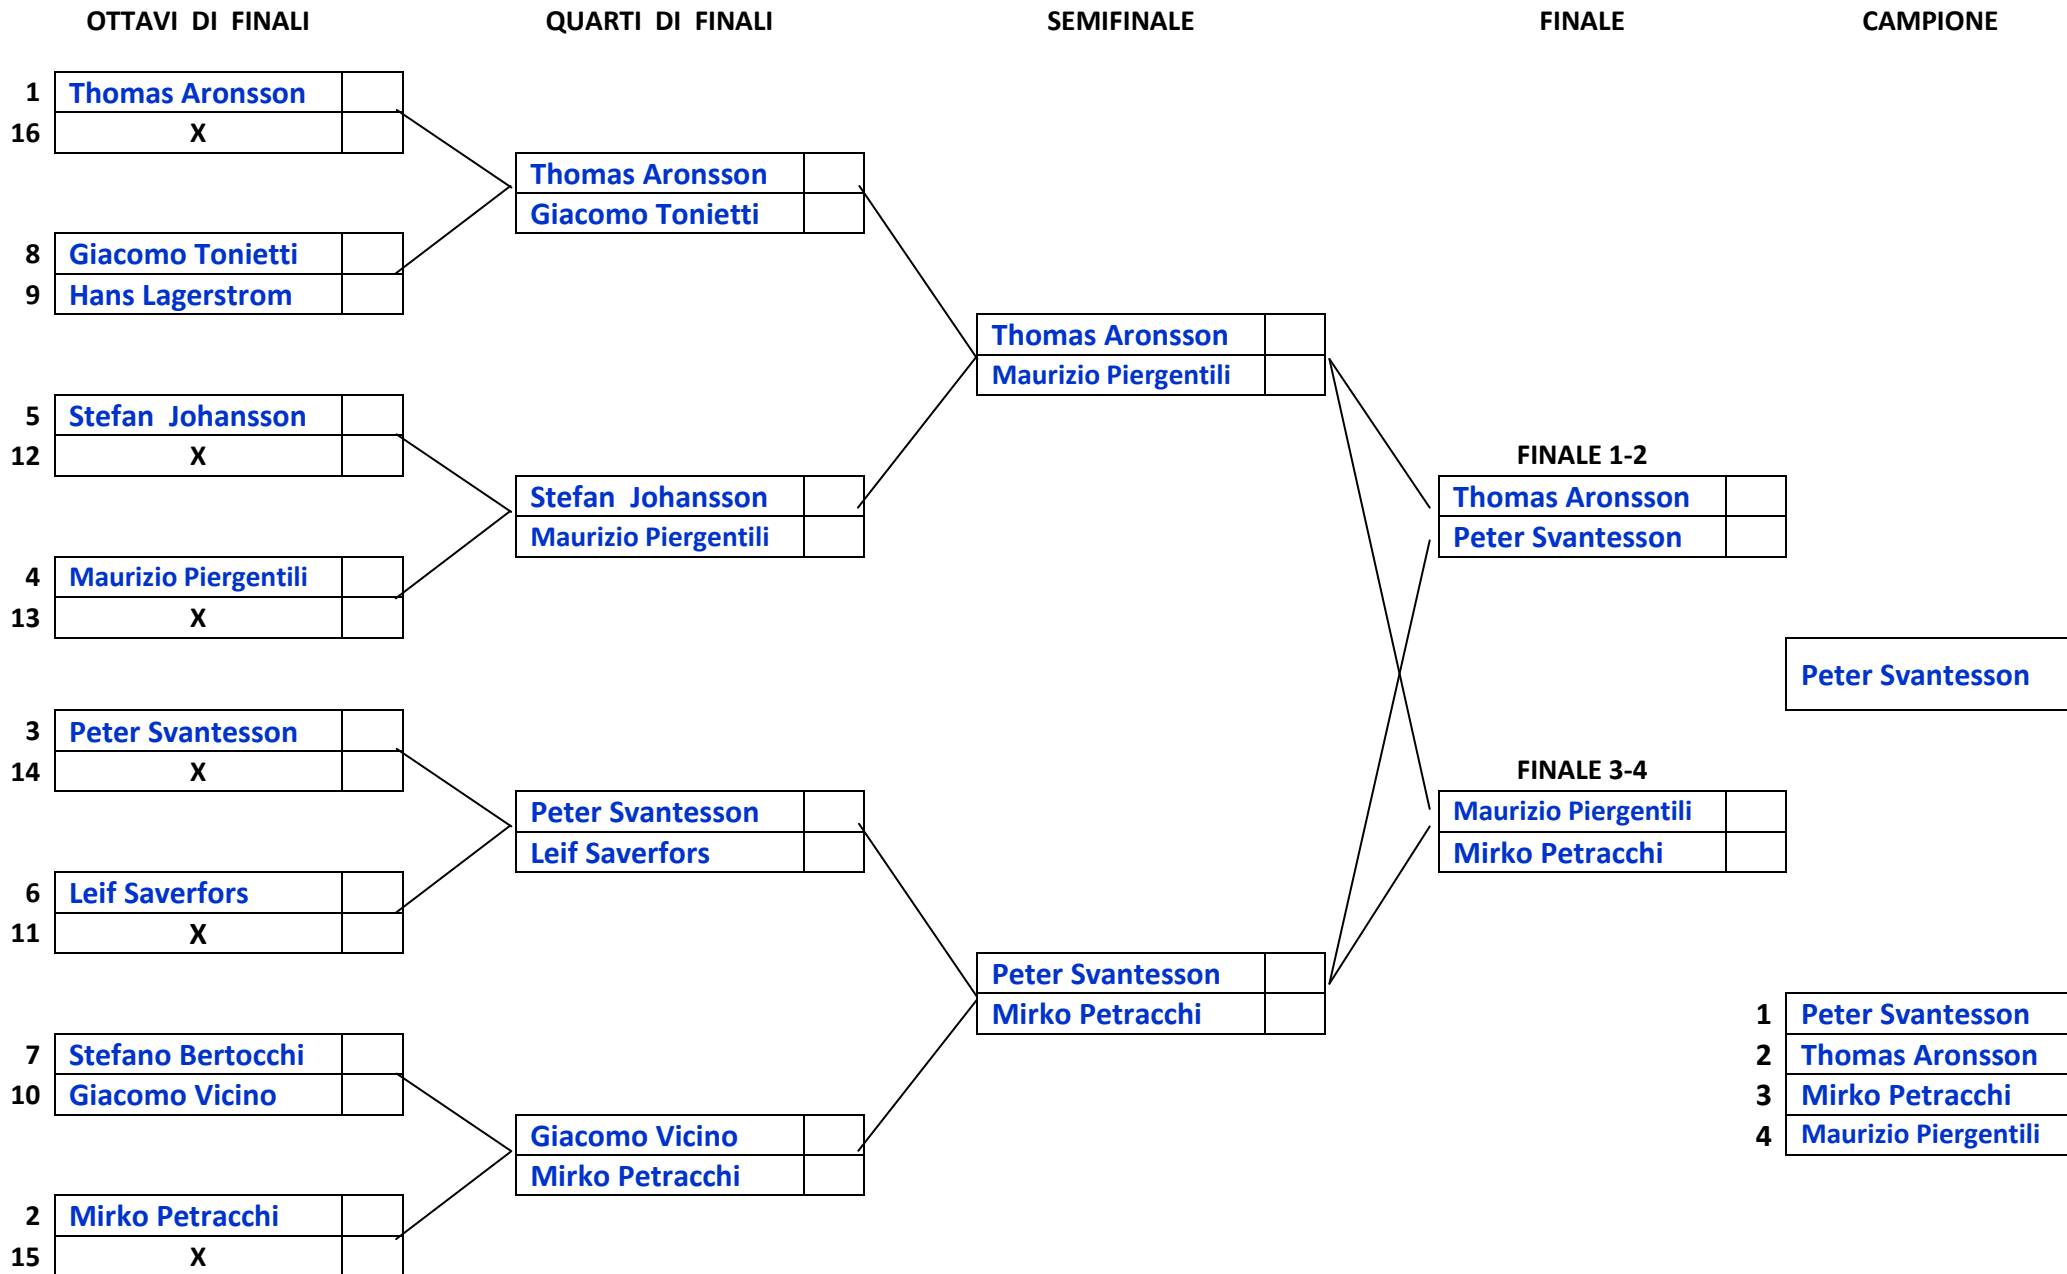 OTTAVI DI FINALI
QUARTI DI FINALI
SEMIFINALE
FINALE
CAMPIONE
1 Thomas Aronsson
16 X
8 Giacomo Tonietti
9 Hans Lagerstrom
5 Stefan Johansson
12 X
4 Maurizio Piergentili
13 X
3 Peter Svantesson
14 X
6 Leif Saverfors
11 X
7 Stefano Bertocchi
10 Giacomo Vicino
2 Mirko Petracchi
15 X
Thomas Aronsson
Giacomo Tonietti
Stefan Johansson
Maurizio Piergentili
Peter Svantesson
Leif Saverfors
Giacomo Vicino
Mirko Petracchi
Thomas Aronsson
Maurizio Piergentili
Peter Svantesson
Mirko Petracchi
FINALE 1-2
Thomas Aronsson
Peter Svantesson
FINALE 3-4
Maurizio Piergentili
Mirko Petracchi
Peter Svantesson
1 Peter Svantesson
2 Thomas Aronsson
3 Mirko Petracchi
4 Maurizio Piergentili